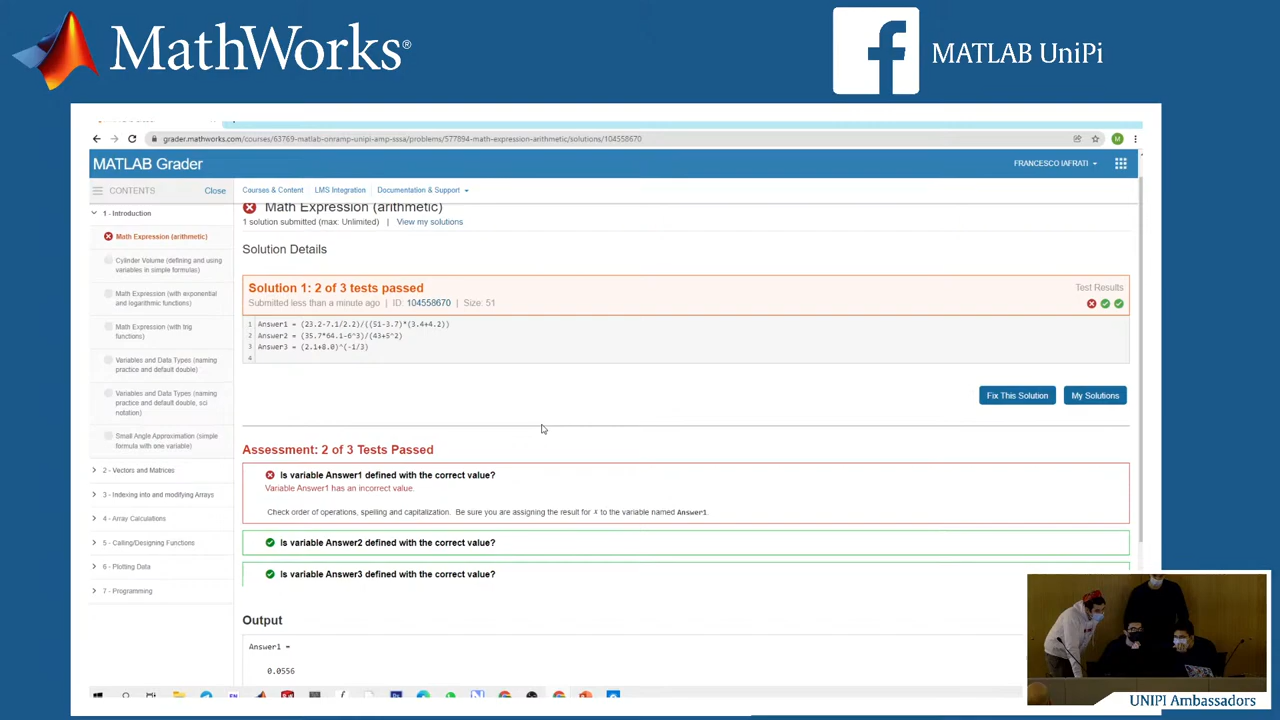 MathWorks®
MATLAB UniPi
grader.mathworks.com/courses/63769-matlab-onramp-unipi-amp-sssa/problems/577894-math-expression-arithmetic/solutions/104558670
M
MATLAB Grader
FRANCESCO IAFRATI
CONTENTS
Close
Courses & Content
LMS Integration
Documentation & Support
1 - Introduction
Math Expression (arithmetic)
Cylinder Volume (defining and using
variables in simple formulas)
Math Expression (with exponential
and logarithmic functions)
Math Expression (with trig
functions)
Variables and Data Types (naming
practice and default double)
Variables and Data Types (naming
practice and default double, sci
notation)
Small Angle Approximation (simple
formula with one variable)
2 - Vectors and Matrices
3 - Indexing into and modifying Arrays
4 - Array Calculations
5 - Calling/Designing Functions
6 - Plotting Data
7 - Programming
Math Expression (arithmetic)
1 solution submitted (max: Unlimited) | View my solutions
Solution Details
Solution 1: 2 of 3 tests passed
Submitted less than a minute ago | ID: 104558670 | Size: 51
Test Results
1 Answer1 = (23.2-7.1/2.2)/((51-3.7)*(3.4+4.2))
2 Answer2 = (35.7*64.1-6^3)/(43+5^2)
3 Answer3 = (2.1+8.0)^(-1/3)
4
Fix This Solution
My Solutions
Assessment: 2 of 3 Tests Passed
Is variable Answer1 defined with the correct value?
Variable Answer1 has an incorrect value.
Check order of operations, spelling and capitalization. Be sure you are assigning the result for x to the variable named Answer1.
Is variable Answer2 defined with the correct value?
Is variable Answer3 defined with the correct value?
Output
Answer1 =
0.0556
EN
UNIPI Ambassadors